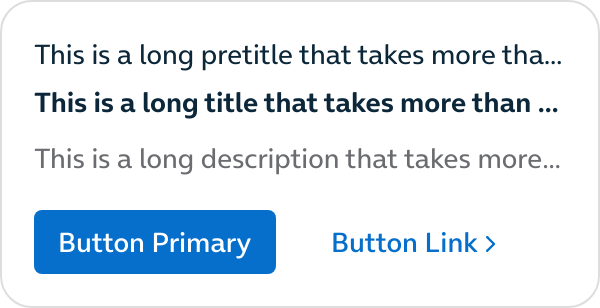 This is a long pretitle that takes more tha...
This is a long title that takes more than ...
This is a long description that takes more...
Button Primary
Button Link >